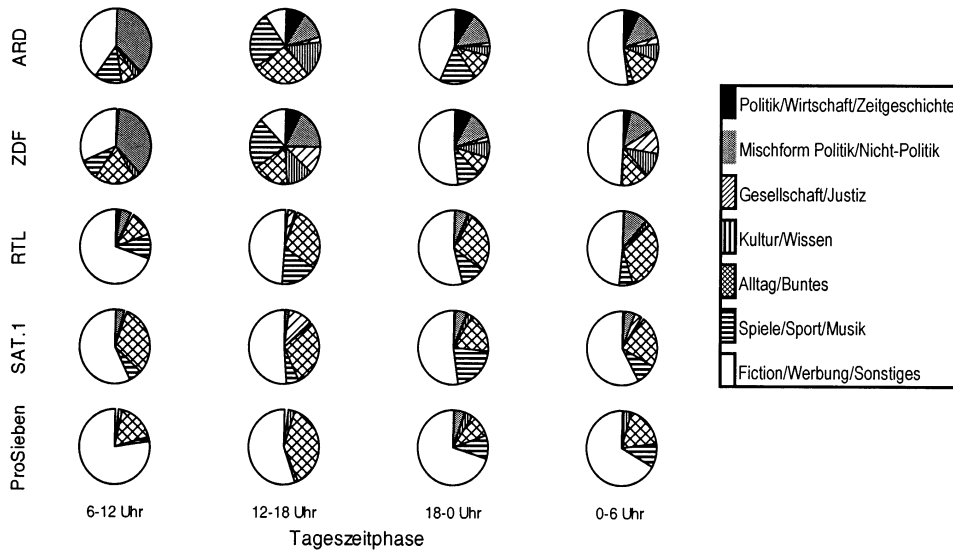 ARD
ZDF
RTL
SAT.1
ProSieben
6-12 Uhr
12-18 Uhr
18-0 Uhr
0-6 Uhr
Tageszeitphase
Politik/Wirtschaft/Zeitgeschichte
Mischform Politik/Nicht-Politik
Gesellschaft/Justiz
Kultur/Wissen
Alltag/Buntes
Spiele/Sport/Musik
Fiction/Werbung/Sonstiges